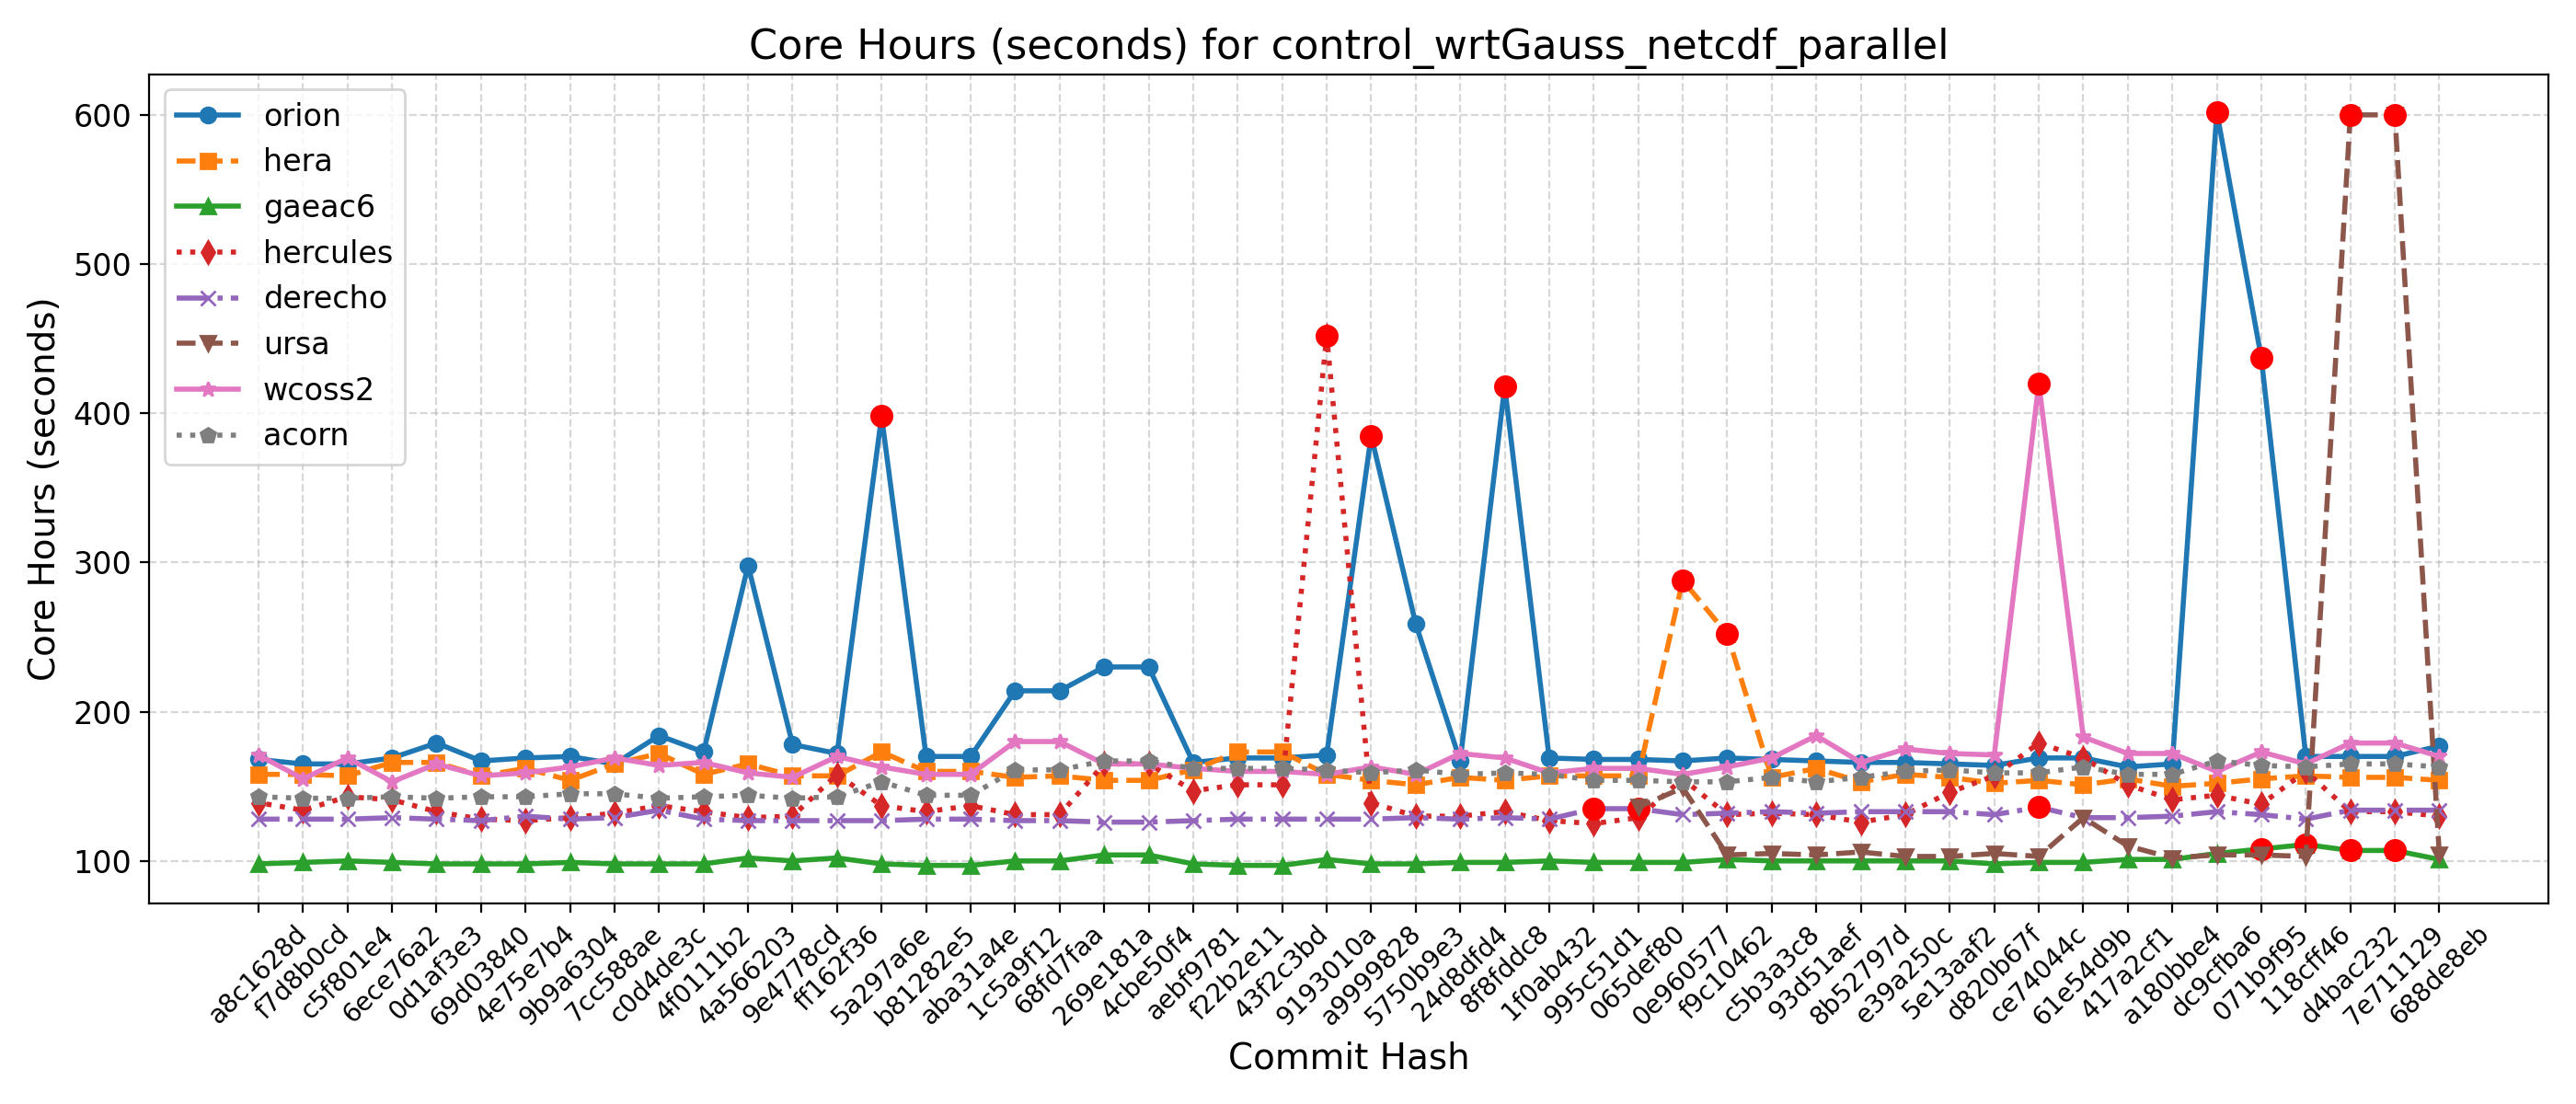 Core Hours (seconds) for control_wrtGauss_netcdf_parallel
Core Hours (seconds)
600
500
400
300
200
100
orion
hera
gaeac6
hercules
derecho
ursa
wcoss2
acorn
a8c1628d
f7d8b0cd
c5f801e4
6ece76a2
0d1af3e3
69d03840
4e75e7b4
9b9a6304
7cc588ae
c0d4de3c
4f0111b2
4a566203
9e4778cd
ff162f36
5a297a6e
b81282e5
aba31a4e
1c5a9f12
68fd7faa
269e181a
4cbe50f4
aebf9781
f22b2e11
43f2c3bd
9193010a
a9999828
5750b9e3
24d8dfd4
8f8fddc8
1f0ab432
995c51d1
065def80
0e960577
f9c10462
c5b3a3c8
93d51aef
8b52797d
e39a250c
5e13aaf2
d820b67f
ce74044c
61e54d9b
417a2cf1
a180bbe4
dc9cfba6
071b9f95
118cff46
d4bac232
7e711129
688de8eb
Commit Hash